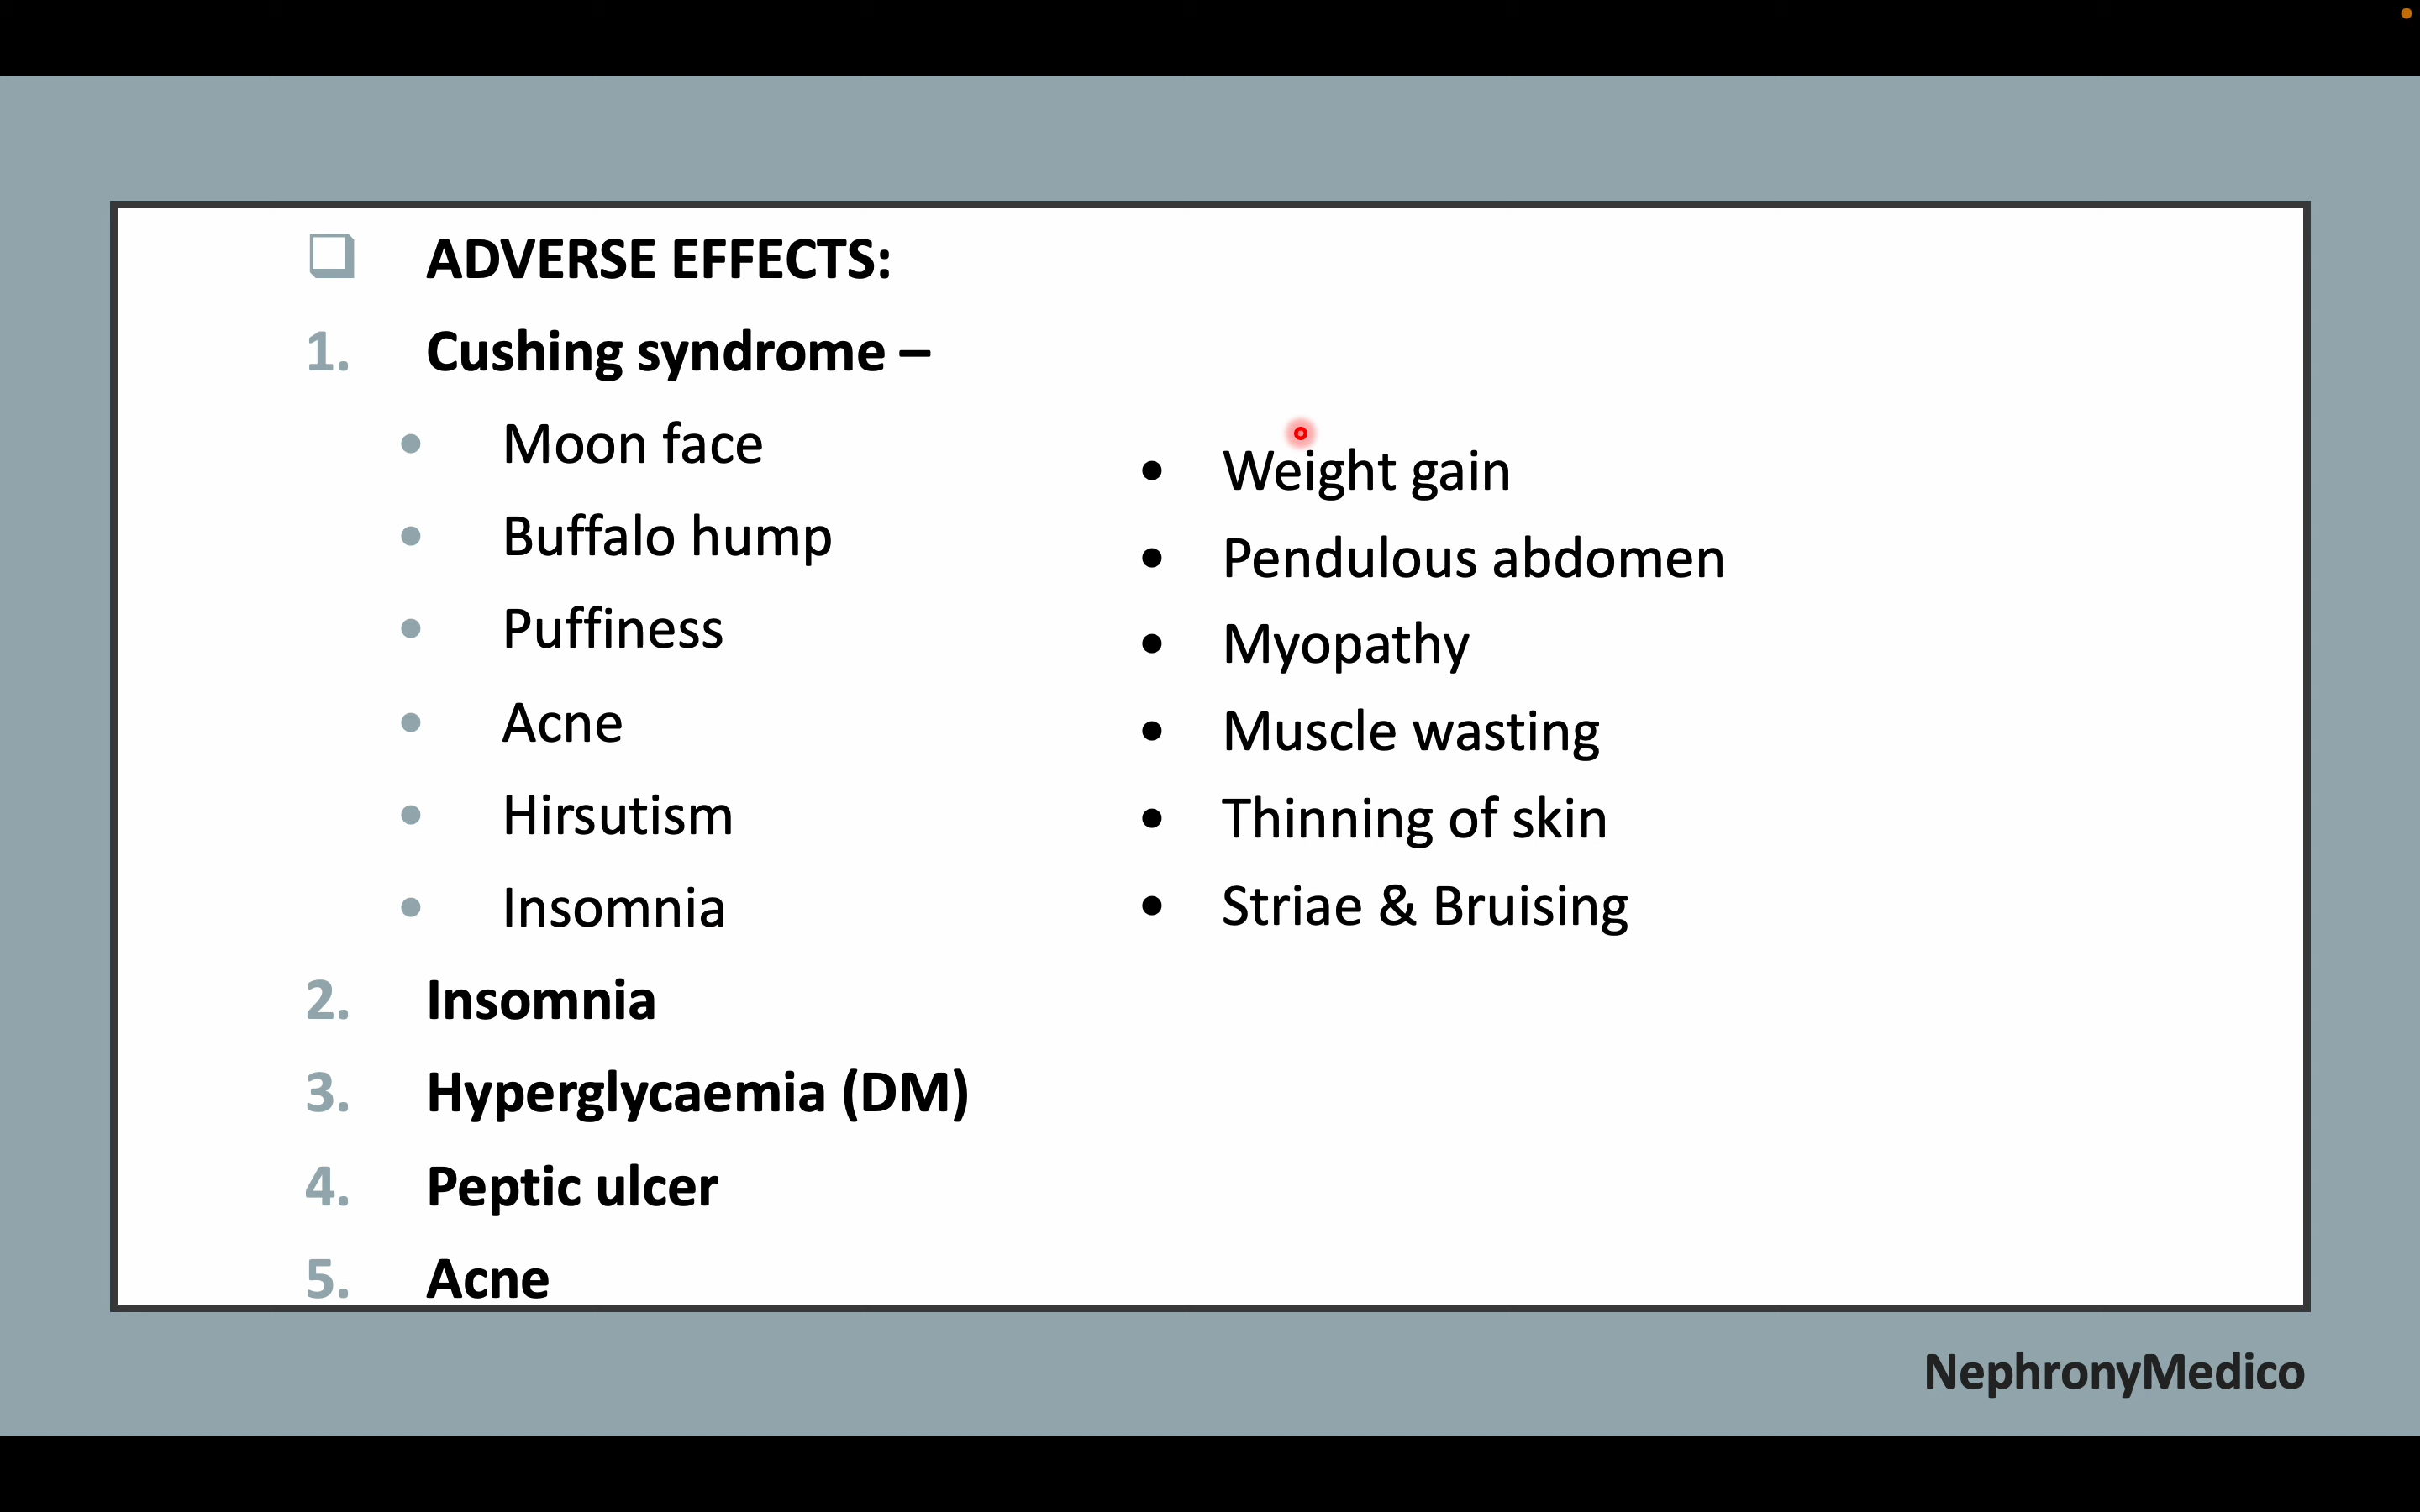 ADVERSE EFFECTS:
1. Cushing syndrome –
• Moon face
• Buffalo hump
• Puffiness
• Acne
• Hirsutism
• Insomnia
• Weight gain
• Pendulous abdomen
• Myopathy
• Muscle wasting
• Thinning of skin
• Striae & Bruising
2. Insomnia
3. Hyperglycaemia (DM)
4. Peptic ulcer
5. Acne
NephronyMedico